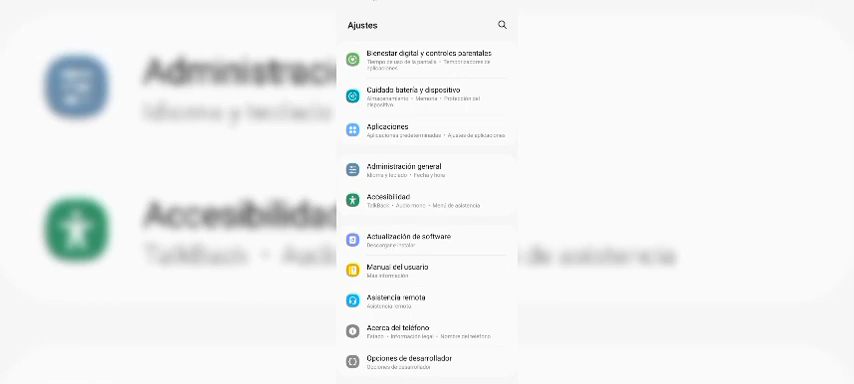 Ajustes
Bienestar digital y controles parentales
Tiempo de uso de la pantalla • Temporizadores de
aplicaciones
Cuidado batería y dispositivo
Almacenamiento • Memoria • Protección del
dispositivo
Aplicaciones
Aplicaciones predeterminadas • Ajustes de aplicaciones
Administración general
Idioma y teclado • Fecha y hora
Accesibilidad
TalkBack • Audio mono • Menú de asistencia
Actualización de software
Descargar e instalar
Manual del usuario
Más información
Asistencia remota
Asistencia remota
Acerca del teléfono
Estado • Información legal • Nombre del teléfono
Opciones de desarrollador
Opciones de desarrollador